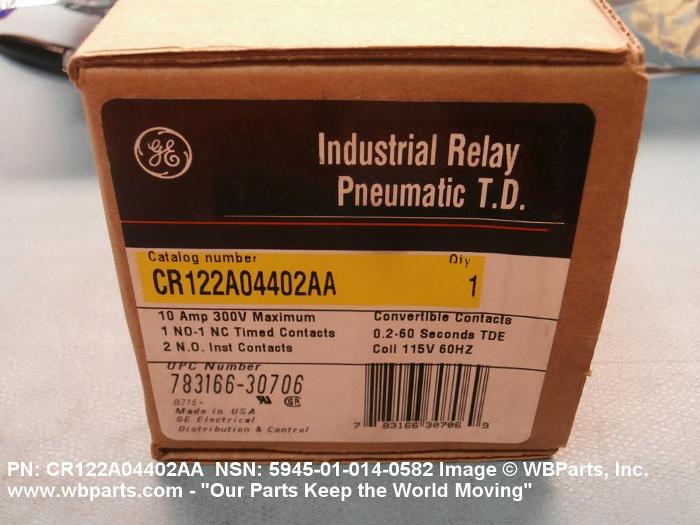 GE
Industrial Relay
Pneumatic T.D.
Catalog number Qty
CR122A04402AA 1
10 Amp 300V Maximum Convertible Contacts
1 NO-1 NC Timed Contacts 0.2-60 Seconds TDE
2 N.O. Inst Contacts Coil 115V 60HZ
UPC Number
783166-30706
8715-
Made in USA
GE Electrical
Distribution & Control
7 83166 30706 9
PN: CR122A04402AA NSN: 5945-01-014-0582 Image © WBParts, Inc.
www.wbparts.com - "Our Parts Keep the World Moving"